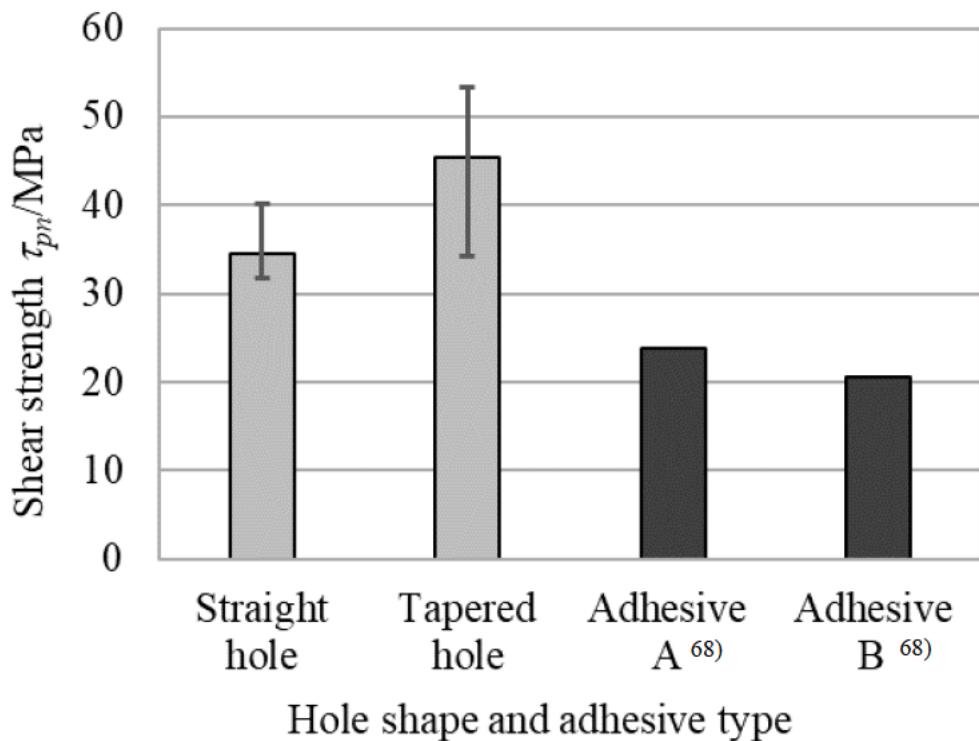 Shear strength τpn/MPa
60
50
40
30
20
10
0
Straight hole
Tapered hole
Adhesive A 68)
Adhesive B 68)
Hole shape and adhesive type